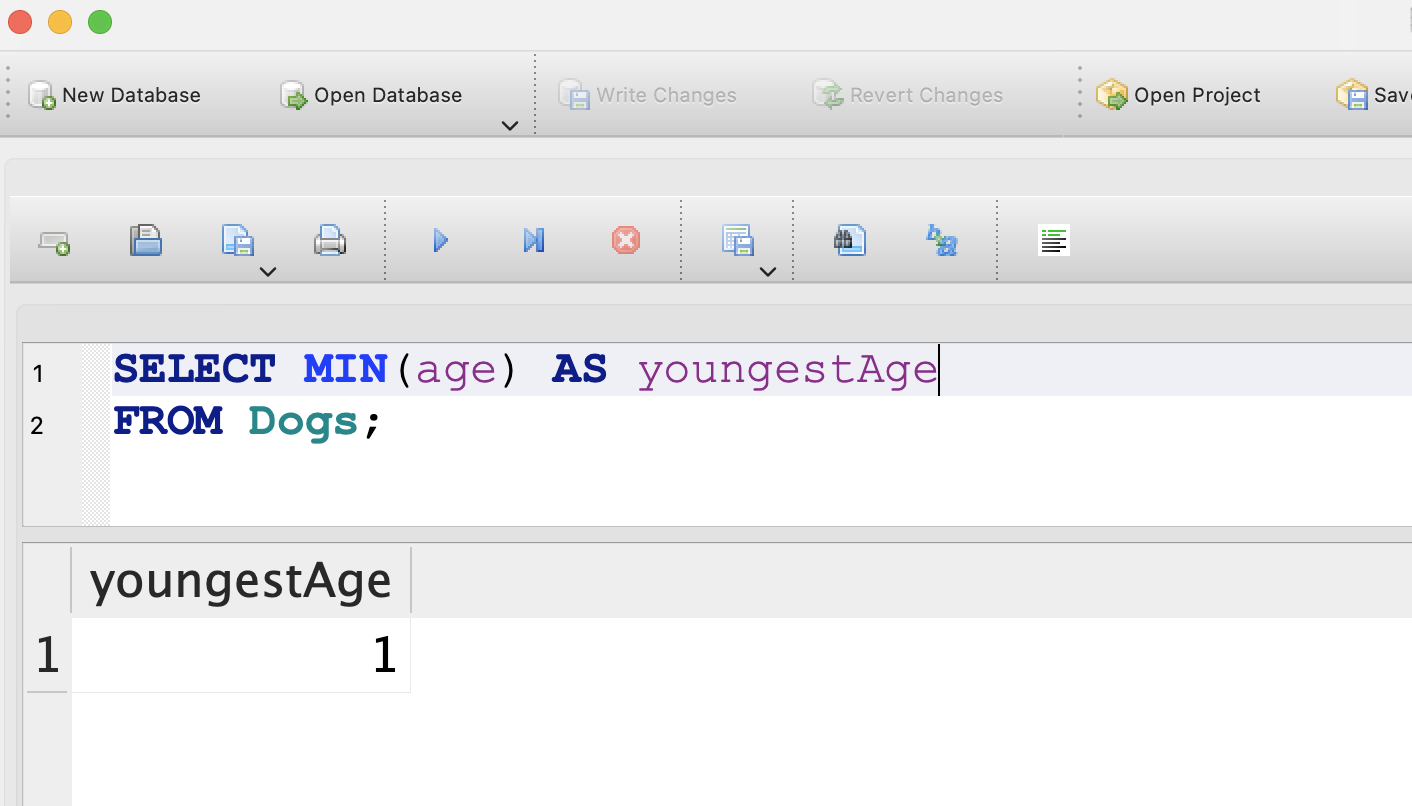 New Database Open Database Write Changes Revert Changes Open Project Save
1 SELECT MIN(age) AS youngestAge
2 FROM Dogs;
youngestAge
1 1